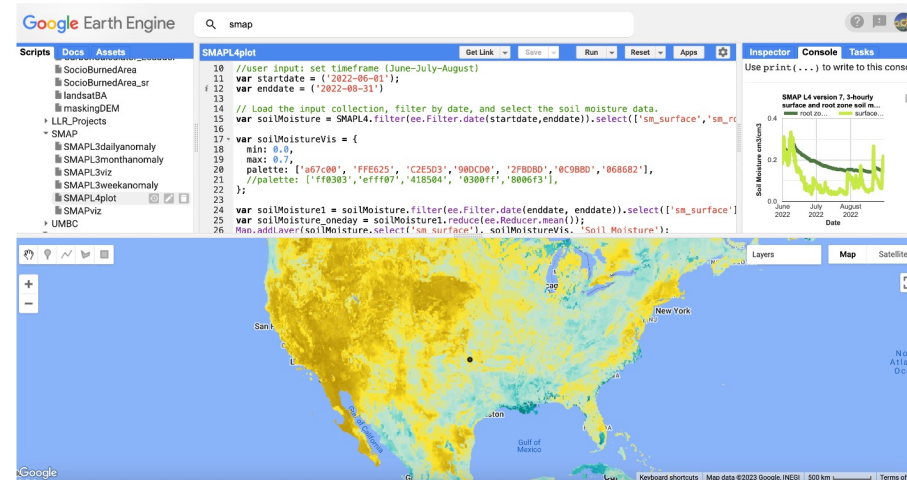 Google Earth Engine
smap
Scripts Docs Assets
SocioBurnedArea
SocioBurnedArea_sr
landsatBA
maskingDEM
LLR_Projects
SMAP
SMAPL3dailyanomaly
SMAPL3monthanomaly
SMAPL3viz
SMAPL3weekanomaly
SMAPL4plot
SMAPviz
UMBC
SMAPL4plot
Get Link Save Run Reset Apps
10 //user input: set timeframe (June-July-August)
11 var startdate = ('2022-06-01');
i 12 var enddate = ('2022-08-31')
13
14 // Load the input collection, filter by date, and select the soil moisture data.
15 var soilMoisture = SMAPL4.filter(ee.Filter.date(startdate,enddate)).select(['sm_surface','sm_ro
16
17 var soilMoistureVis = {
18 min: 0.0,
19 max: 0.7,
20 palette: ['a67c00', 'FFE625', 'C2E5D3','90DCD0', '2FBDBD','0C9BBD','068682'],
21 //palette: ['ff0303','efff07','418504', '0300ff','8006f3'],
22 };
23
24 var soilMoisture1 = soilMoisture.filter(ee.Filter.date(enddate, enddate)).select(['sm_surface']
25 var soilMoisture_oneday = soilMoisture1.reduce(ee.Reducer.mean());
26 Map.addLayer(soilMoisture.select('sm_surface'), soilMoistureVis, 'Soil Moisture');
Inspector Console Tasks
Use print(...) to write to this conso
SMAP L4 version 7, 3-hourly
surface and root zone soil m...
root zo... surface...
Soil Moisture cm3/cm3
0.4
0.2
0.0
June 2022
July 2022
August 2022
Date
Layers
Map Satellite
+
−
New York
San F
ston
Gulf of California
Gulf of
Mexico
Google
Keyboard shortcuts Map data ©2023 Google, INEGI 500 km Terms of